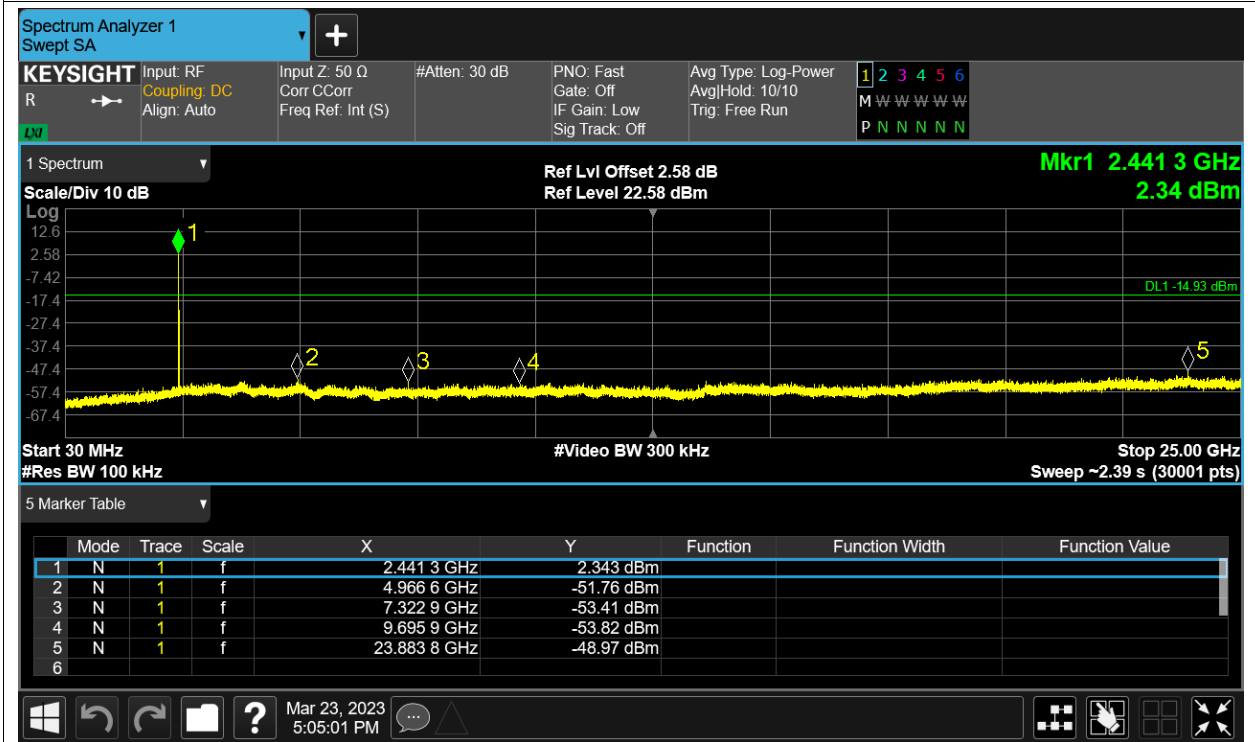 Spectrum Analyzer 1
Swept SA
+
KEYSIGHT
R
LXI
Input: RF
Coupling: DC
Align: Auto
Input Z: 50 Ω
Corr CCorr
Freq Ref: Int (S)
#Atten: 30 dB
PNO: Fast
Gate: Off
IF Gain: Low
Sig Track: Off
Avg Type: Log-Power
Avg|Hold: 10/10
Trig: Free Run
1 2 3 4 5 6
M W W W W W
P N N N N N
1 Spectrum
Scale/Div 10 dB
Ref Lvl Offset 2.58 dB
Ref Level 22.58 dBm
Mkr1 2.441 3 GHz
2.34 dBm
Log
12.6
2.58
-7.42
-17.4
-27.4
-37.4
-47.4
-57.4
-67.4
1
2
3
4
5
DL1 -14.93 dBm
Start 30 MHz
#Res BW 100 kHz
#Video BW 300 kHz
Stop 25.00 GHz
Sweep ~2.39 s (30001 pts)
5 Marker Table
Mode Trace Scale X Y Function Function Width Function Value
1 N 1 f 2.441 3 GHz 2.343 dBm
2 N 1 f 4.966 6 GHz -51.76 dBm
3 N 1 f 7.322 9 GHz -53.41 dBm
4 N 1 f 9.695 9 GHz -53.82 dBm
5 N 1 f 23.883 8 GHz -48.97 dBm
6
?
Mar 23, 2023
5:05:01 PM